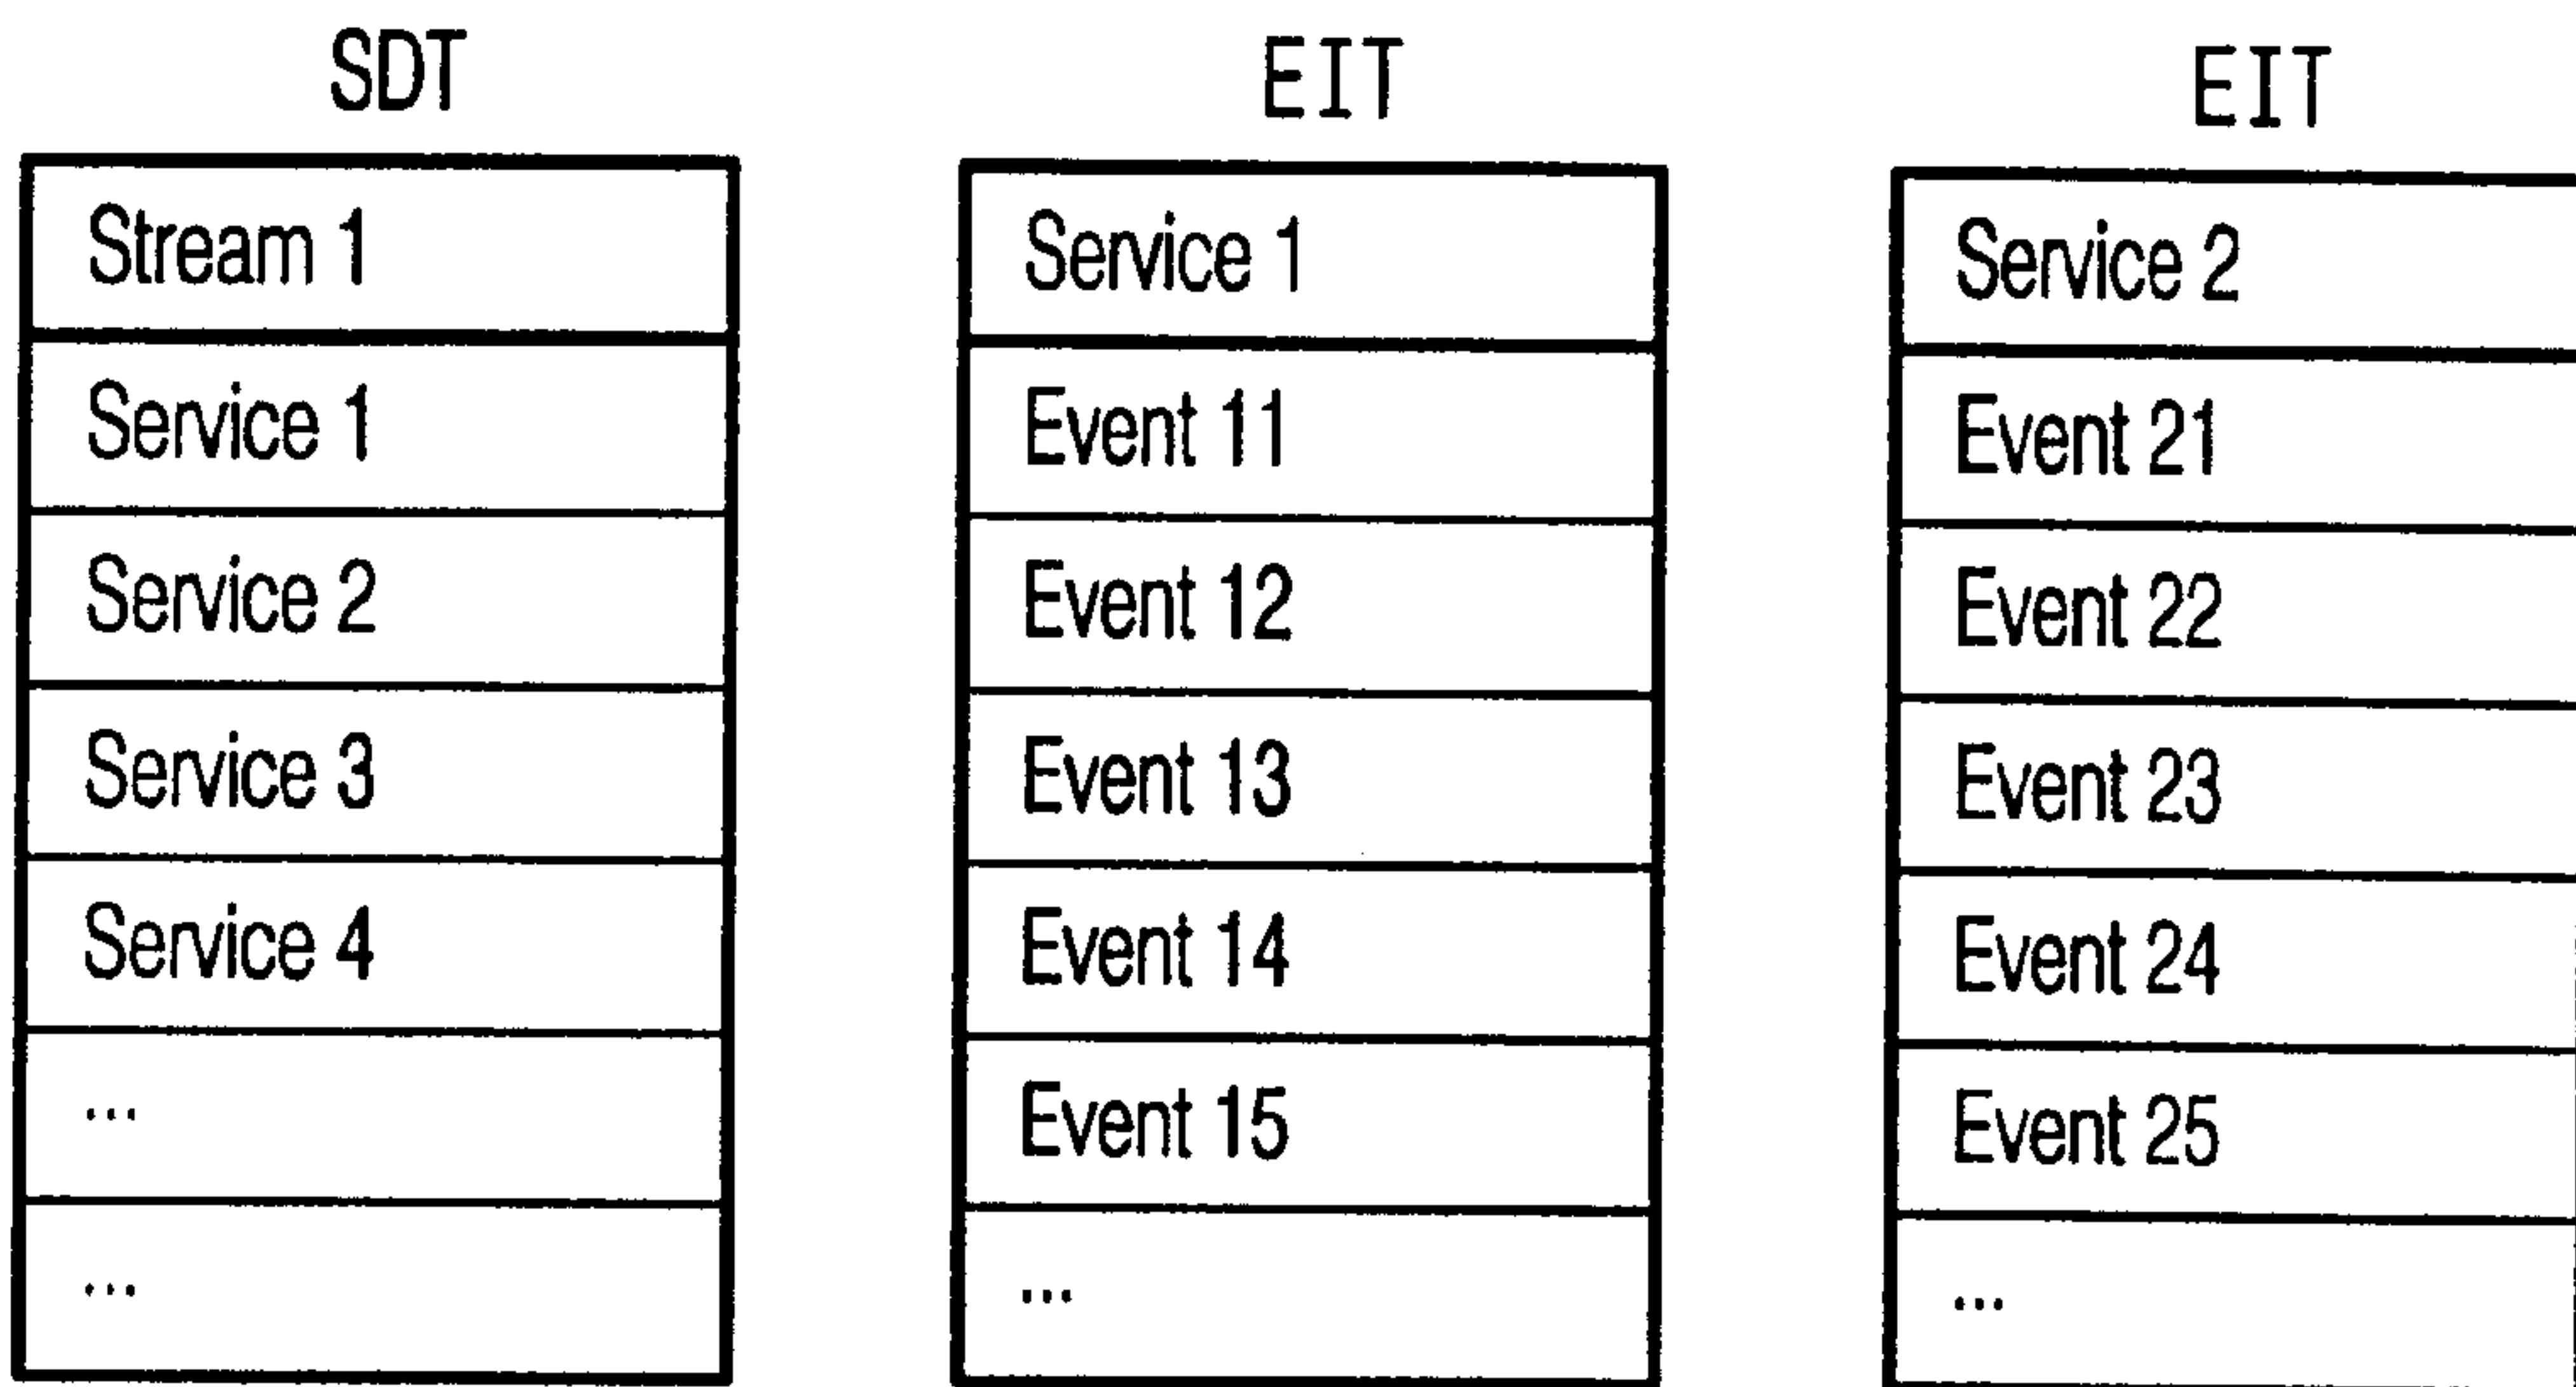 SDT
Stream 1
Service 1
Service 2
Service 3
Service 4
...
...
EIT
Service 1
Event 11
Event 12
Event 13
Event 14
Event 15
...
EIT
Service 2
Event 21
Event 22
Event 23
Event 24
Event 25
...